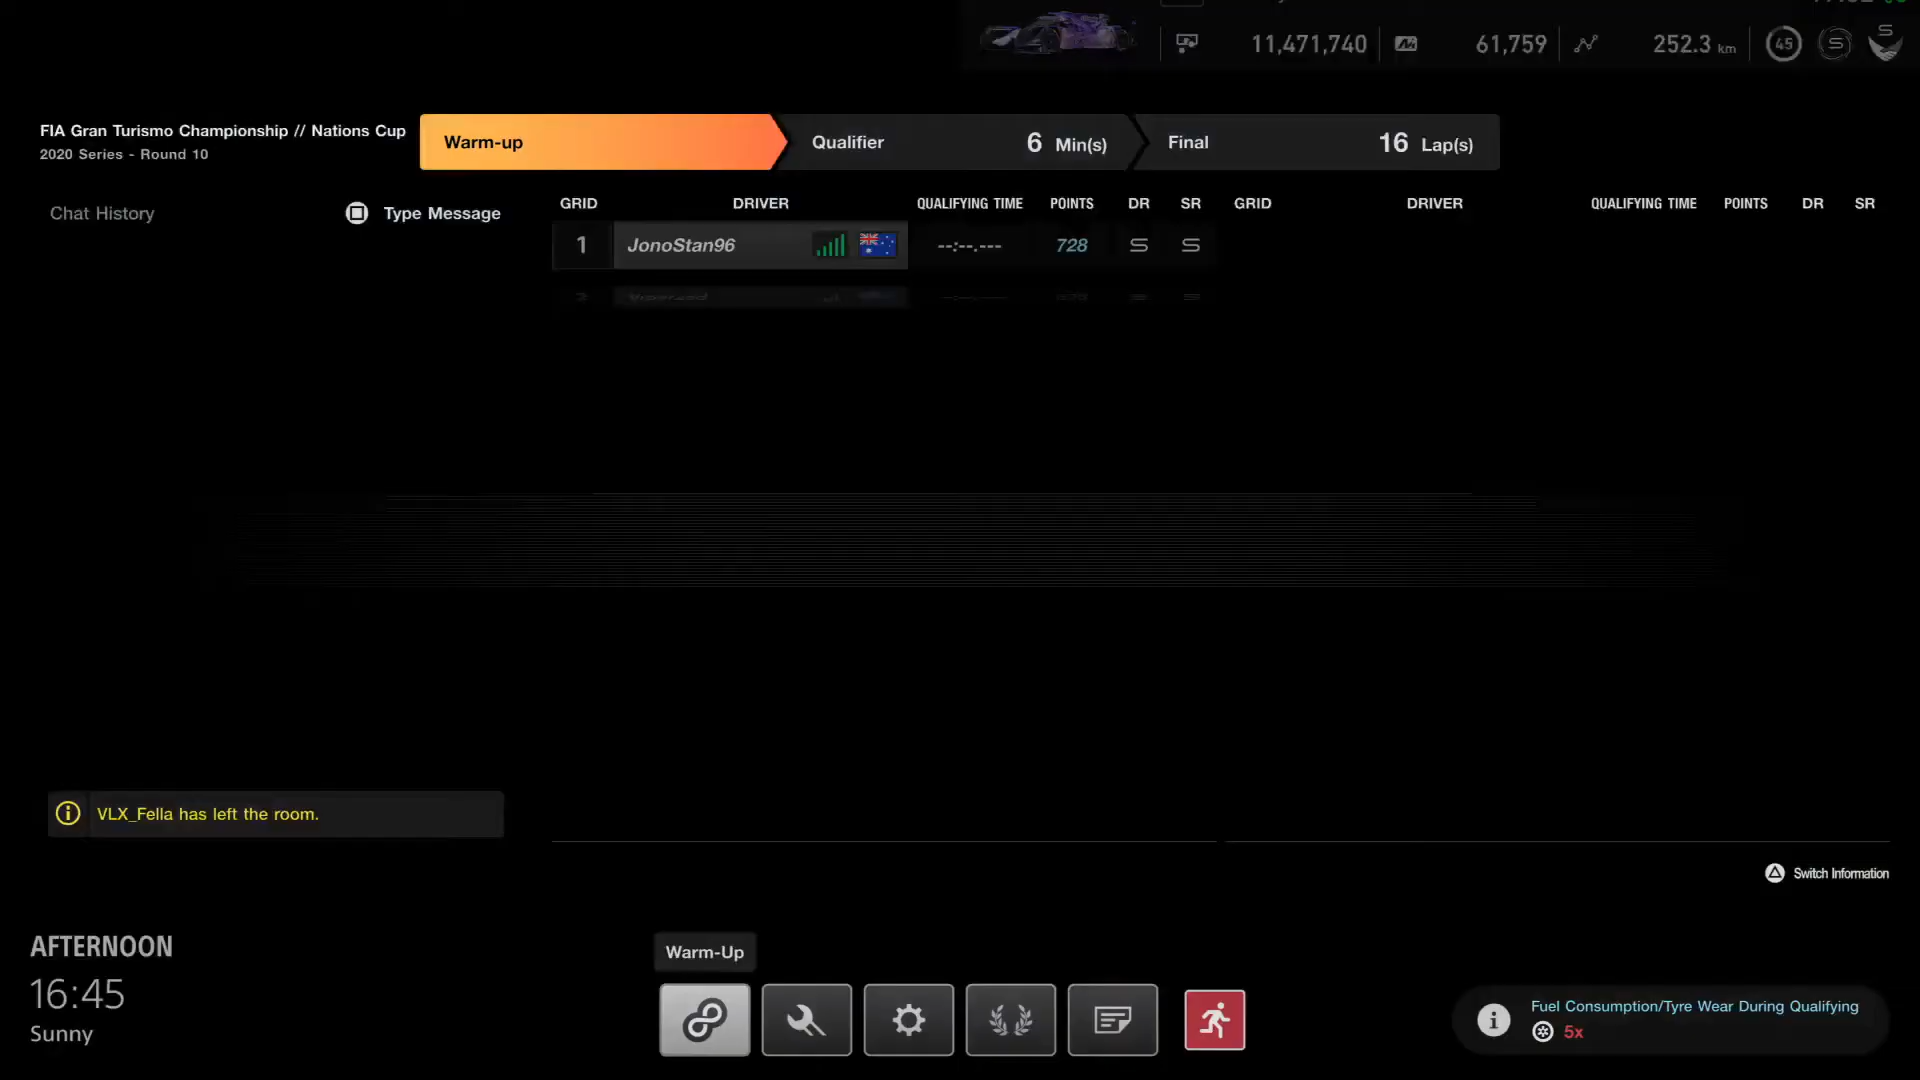 11,471,740
61,759
252.3 km
45
S
S
FIA Gran Turismo Championship // Nations Cup
2020 Series - Round 10
Warm-up
Qualifier
6 Min(s)
Final
16 Lap(s)
Chat History
Type Message
GRID DRIVER QUALIFYING TIME POINTS DR SR GRID DRIVER QUALIFYING TIME POINTS DR SR
1 JonoStan96 --:--.--- 728 S S
VLX_Fella has left the room.
Switch Information
AFTERNOON
16:45
Sunny
Warm-Up
Fuel Consumption/Tyre Wear During Qualifying
5x